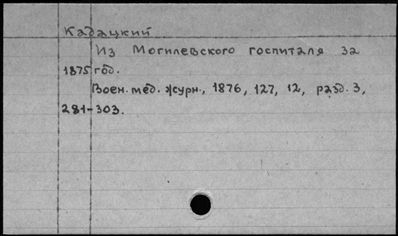 Кадацкий
Из Могилевского госпиталя за
1875 год.
Воен. мед. журн., 1876, 127, 12, разд. 3,
281-303.